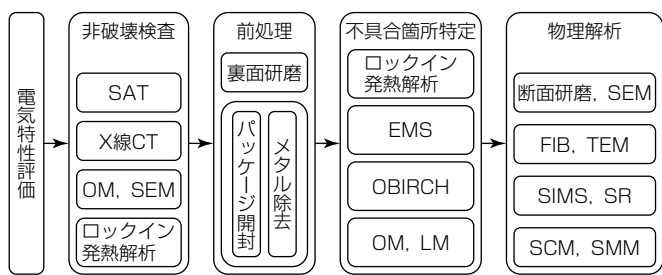 電気特性評価
非破壊検査
SAT
X線CT
OM, SEM
ロックイン
発熱解析
前処理
裏面研磨
パッケージ開封
メタル除去
不具合箇所特定
ロックイン
発熱解析
EMS
OBIRCH
OM, LM
物理解析
断面研磨, SEM
FIB, TEM
SIMS, SR
SCM, SMM